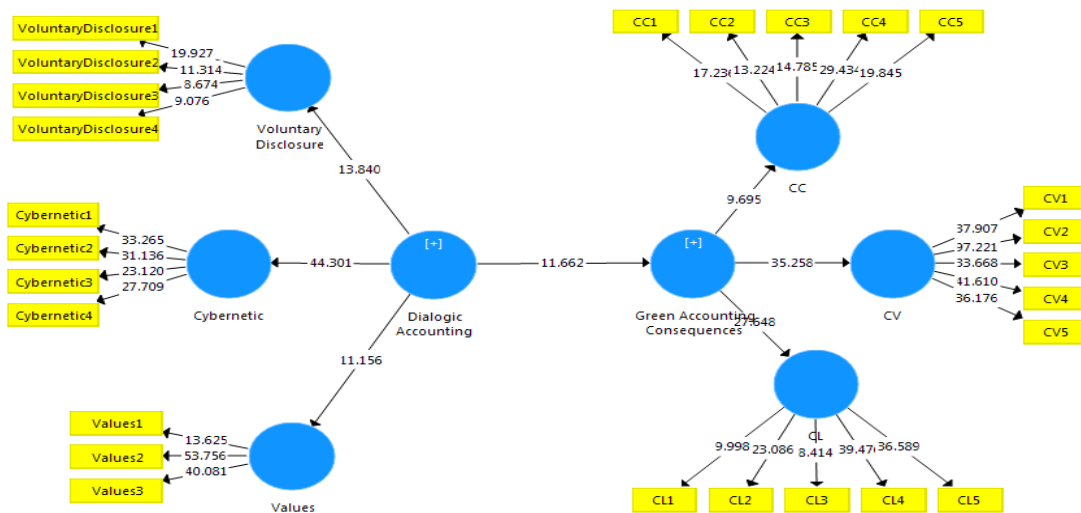 VoluntaryDisclosure1
VoluntaryDisclosure2
VoluntaryDisclosure3
VoluntaryDisclosure4
19.927
11.314
8.674
9.076
Voluntary
Disclosure
CC1
CC2
CC3
CC4
CC5
13.224
14.785
29.434
19.845
CC
13.840
9.695
Cybernetic1
Cybernetic2
Cybernetic3
Cybernetic4
33.265
31.136
23.120
27.709
Cybernetic
44.301
[+]
Dialogic
Accounting
11.662
[+]
Green Accounting
Consequences
35.258
CV
37.907
33.668
41.610
36.176
CV1
CV2
CV3
CV4
CV5
11.156
27.648
Values1
Values2
Values3
13.625
53.756
40.081
Values
CL
9.998
23.086
8.414
36.589
CL1
CL2
CL3
CL4
CL5